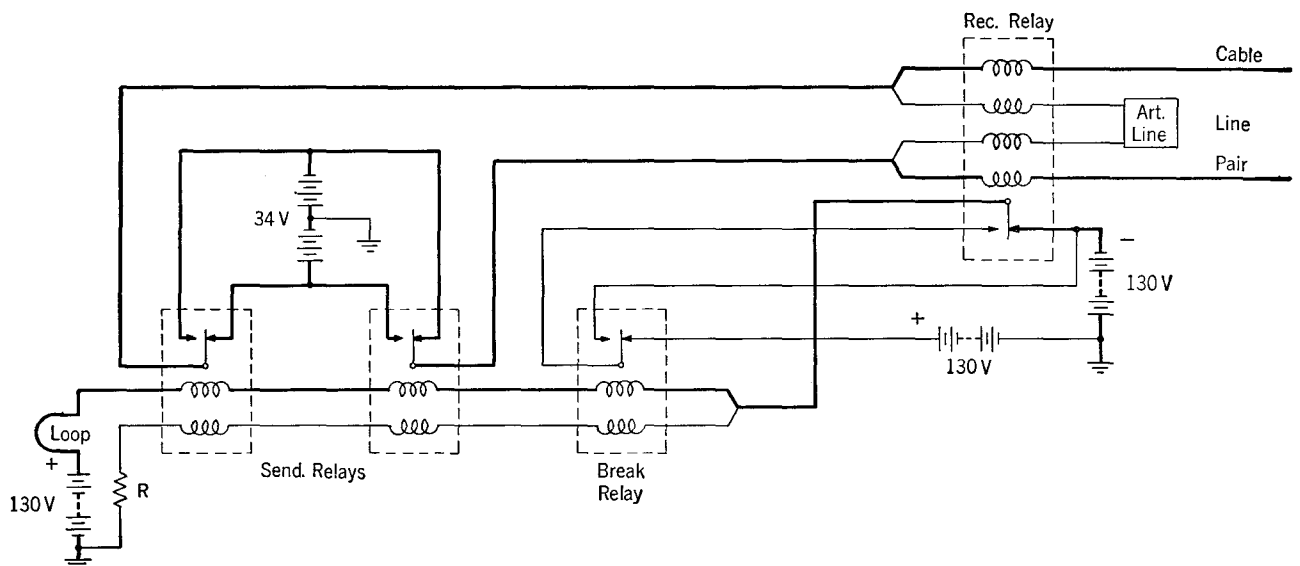 Rec. Relay
Cable
Art.
Line
Line
Pair
34 V
−
130 V
+
130 V
Loop
+
130 V
R
Send. Relays
Break
Relay